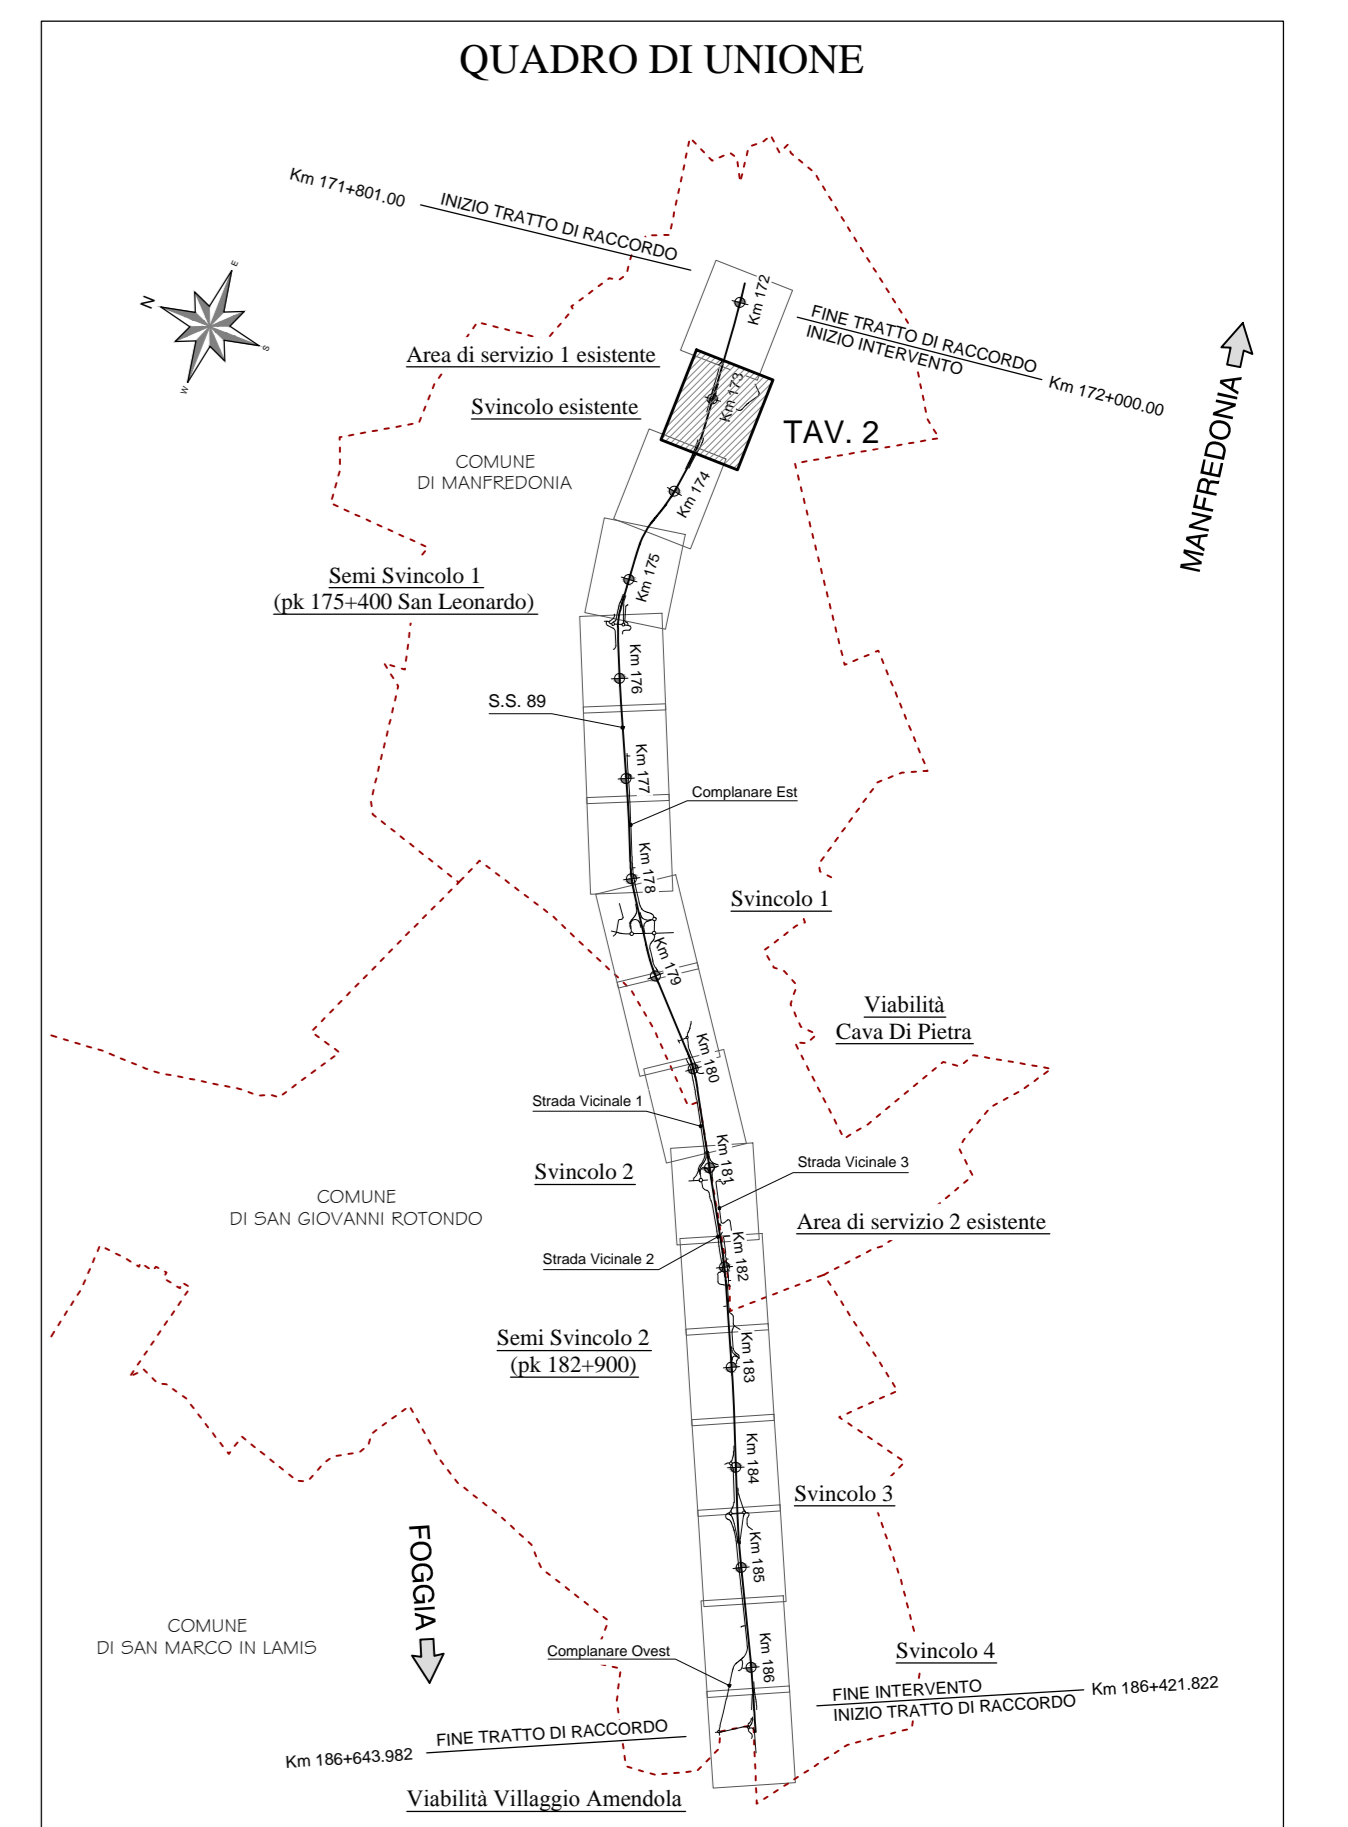 QUADRO DI UNIONE
Km 171+801.00
INIZIO TRATTO DI RACCORDO
N
E
S
W
Km 172
FINE TRATTO DI RACCORDO
INIZIO INTERVENTO
Km 172+000.00
Area di servizio 1 esistente
Svincolo esistente
Km 173
TAV. 2
MANFREDONIA
COMUNE
DI MANFREDONIA
Km 174
Km 175
Semi Svincolo 1
(pk 175+400 San Leonardo)
Km 176
S.S. 89
Km 177
Complanare Est
Km 178
Svincolo 1
Km 179
Viabilità
Cava Di Pietra
Km 180
Strada Vicinale 1
Km 181
Strada Vicinale 3
Svincolo 2
COMUNE
DI SAN GIOVANNI ROTONDO
Area di servizio 2 esistente
Strada Vicinale 2
Km 182
Semi Svincolo 2
(pk 182+900)
Km 183
Km 184
Svincolo 3
FOGGIA
Km 185
COMUNE
DI SAN MARCO IN LAMIS
Complanare Ovest
Km 186
Svincolo 4
FINE INTERVENTO
INIZIO TRATTO DI RACCORDO
Km 186+421.822
FINE TRATTO DI RACCORDO
Km 186+643.982
Viabilità Villaggio Amendola